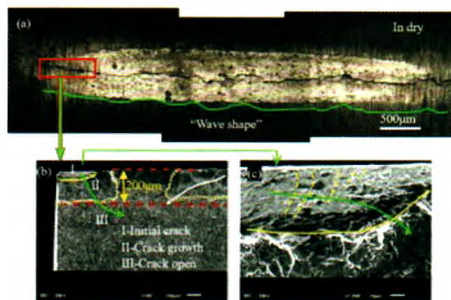 (a)
In dry
"Wave shape"
500μm
(b)
I
II
200μm
III
I-Initial crack
II-Crack growth
III-Crack open
(c)